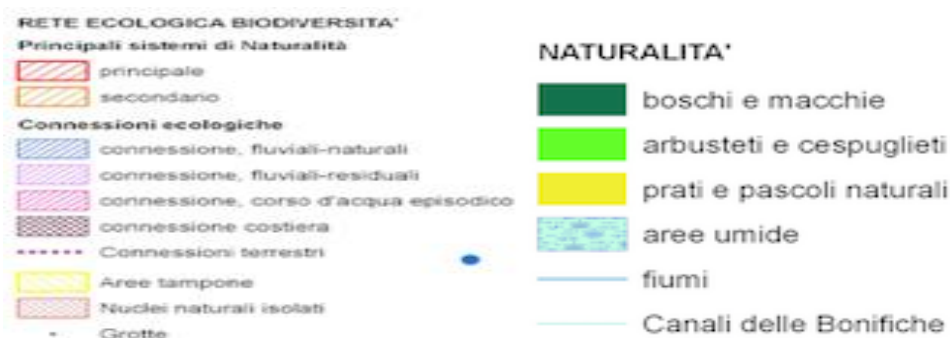 RETE ECOLOGICA BIODIVERSITA'
Principali sistemi di Naturalità
principale
secondario
Connessioni ecologiche
connessione, fluviali-naturali
connessione, fluviali-residuali
connessione, corso d'acqua episodico
connessione costiera
Connessioni terrestri
Aree tampone
Nuclei naturali isolati
Grotte
NATURALITA'
boschi e macchie
arbusteti e cespuglieti
prati e pascoli naturali
aree umide
fiumi
Canali delle Bonifiche